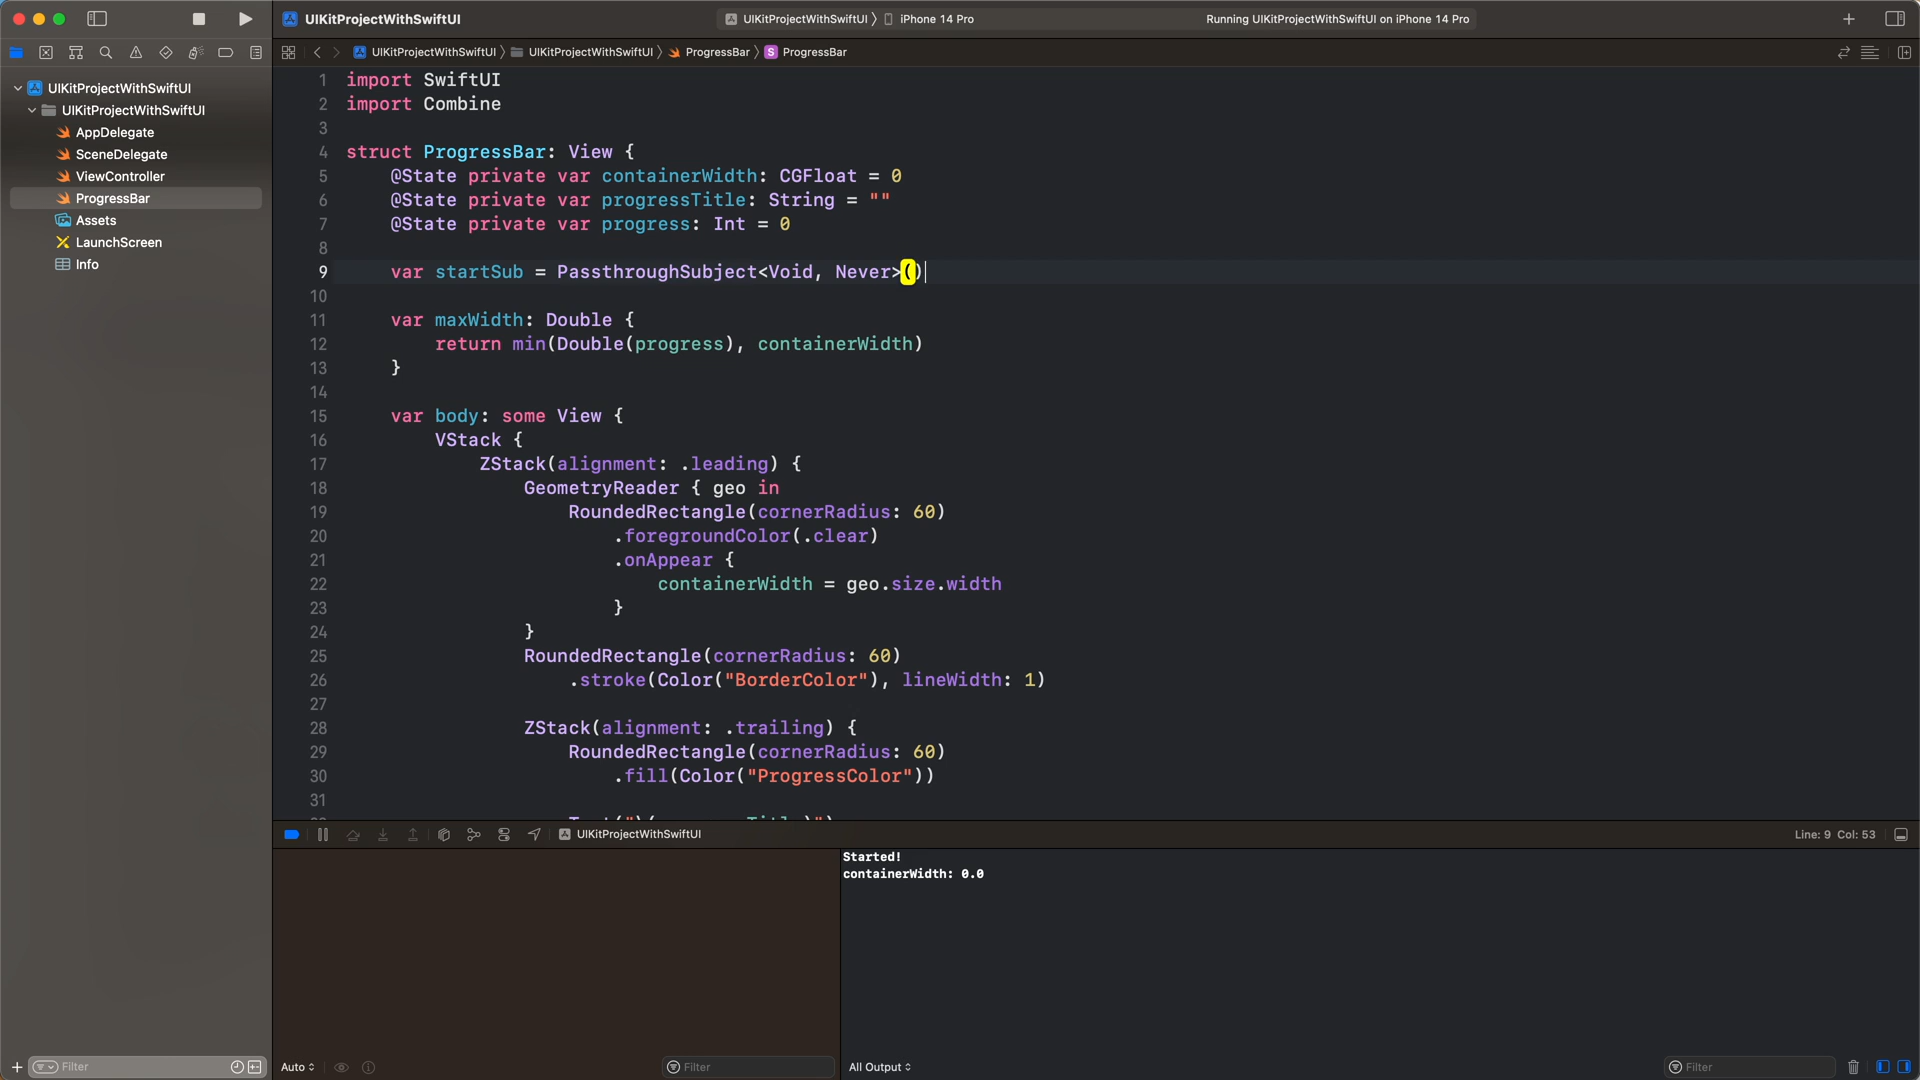 UIKitProjectWithSwiftUI
UIKitProjectWithSwiftUI 〉 iPhone 14 Pro
Running UIKitProjectWithSwiftUI on iPhone 14 Pro
UIKitProjectWithSwiftUI 〉 UIKitProjectWithSwiftUI 〉 ProgressBar 〉 S ProgressBar
UIKitProjectWithSwiftUI
UIKitProjectWithSwiftUI
AppDelegate
SceneDelegate
ViewController
ProgressBar
Assets
LaunchScreen
Info
Filter
1 import SwiftUI
2 import Combine
3
4 struct ProgressBar: View {
5 @State private var containerWidth: CGFloat = 0
6 @State private var progressTitle: String = ""
7 @State private var progress: Int = 0
8
9 var startSub = PassthroughSubject<Void, Never>()
10
11 var maxWidth: Double {
12 return min(Double(progress), containerWidth)
13 }
14
15 var body: some View {
16 VStack {
17 ZStack(alignment: .leading) {
18 GeometryReader { geo in
19 RoundedRectangle(cornerRadius: 60)
20 .foregroundColor(.clear)
21 .onAppear {
22 containerWidth = geo.size.width
23 }
24 }
25 RoundedRectangle(cornerRadius: 60)
26 .stroke(Color("BorderColor"), lineWidth: 1)
27
28 ZStack(alignment: .trailing) {
29 RoundedRectangle(cornerRadius: 60)
30 .fill(Color("ProgressColor"))
31
UIKitProjectWithSwiftUI
Line: 9 Col: 53
Started!
containerWidth: 0.0
Auto
Filter
All Output
Filter